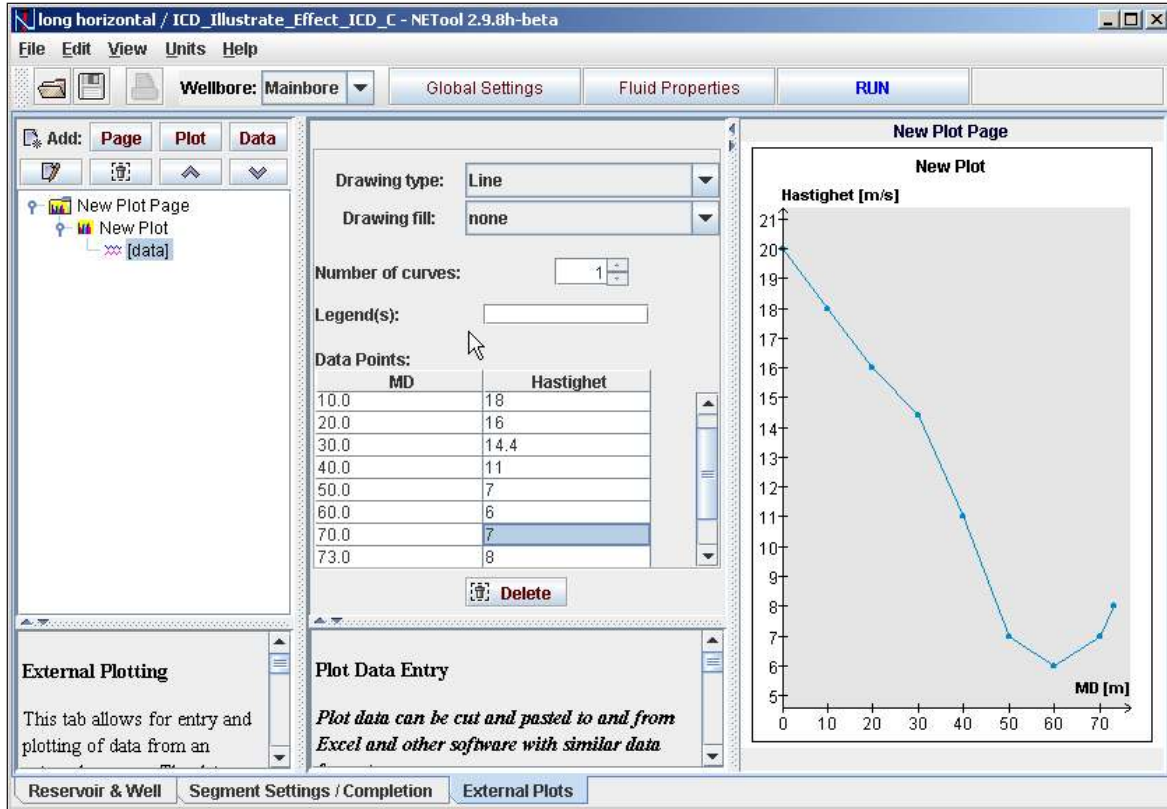 long horizontal / ICD_Illustrate_Effect_ICD_C - NETool 2.9.8h-beta
File Edit View Units Help
Wellbore: Mainbore Global Settings Fluid Properties RUN
Add: Page Plot Data
New Plot Page
New Plot
[data]
Drawing type: Line
Drawing fill: none
Number of curves: 1
Legend(s):
Data Points:
MD Hastighet
10.0 18
20.0 16
30.0 14.4
40.0 11
50.0 7
60.0 6
70.0 7
73.0 8
Delete
External Plotting
This tab allows for entry and
plotting of data from an
Plot Data Entry
Plot data can be cut and pasted to and from
Excel and other software with similar data
New Plot Page
New Plot
Hastighet [m/s]
21
20
19
18
17
16
15
14
13
12
11
10
9
8
7
6
5
MD [m]
0 10 20 30 40 50 60 70
Reservoir & Well Segment Settings / Completion External Plots